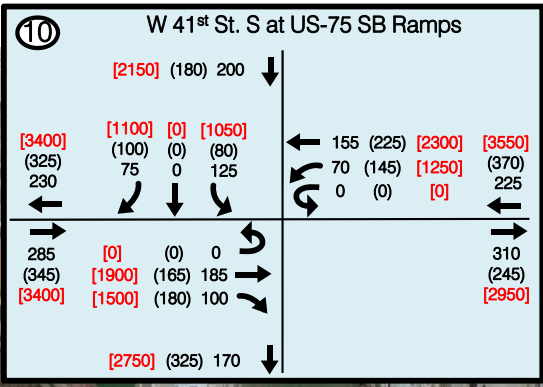 10
W 41st St. S at US-75 SB Ramps
[2150] (180) 200
[1100] [0] [1050]
(100) (0) (80)
75 0 125
[3400]
(325)
230
155 (225) [2300]
70 (145) [1250]
0 (0) [0]
[3550]
(370)
225
285
(345)
[3400]
[0] (0) 0
[1900] (165) 185
[1500] (180) 100
310
(245)
[2950]
[2750] (325) 170